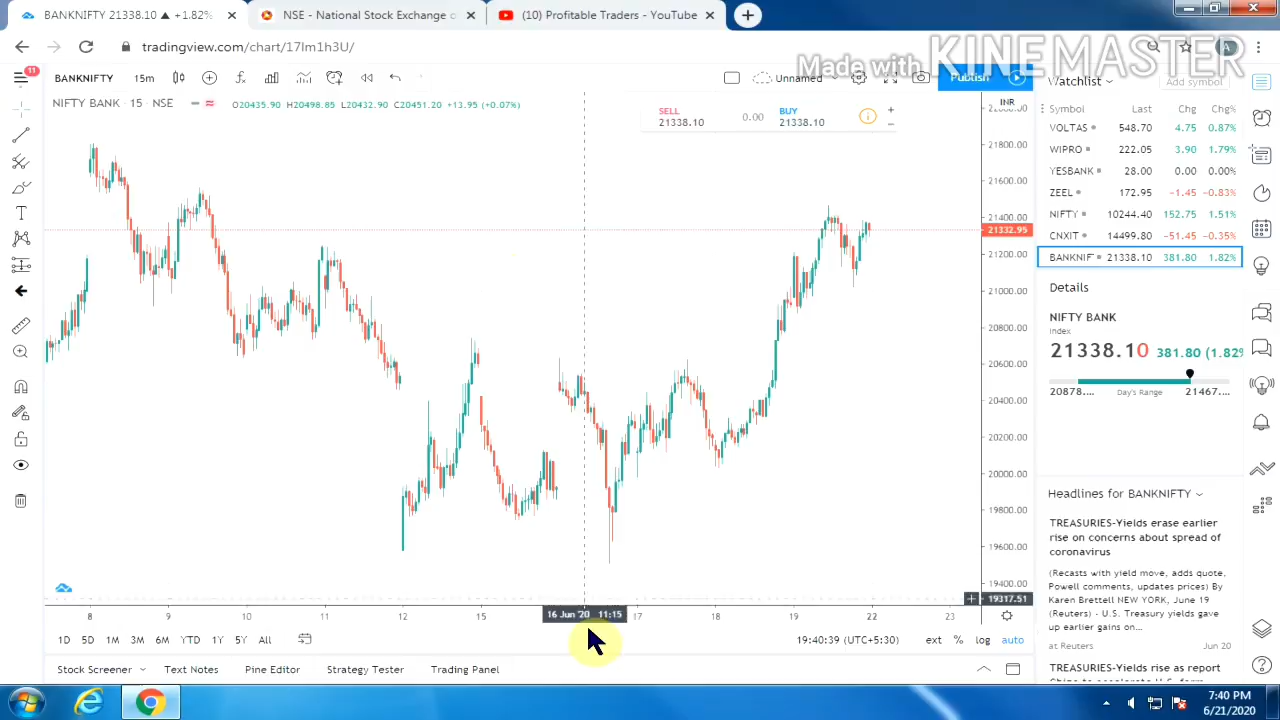 BANKNIFTY 21338.10 ▲ +1.82%
NSE - National Stock Exchange o
(10) Profitable Traders - YouTube
tradingview.com/chart/17lm1h3U/
Made with KINEMASTER
11
BANKNIFTY 15m
Unnamed
Publish
NIFTY BANK · 15 · NSE
O20435.90 H20498.85 L20432.90 C20451.20 +13.95 (+0.07%)
SELL
21338.10
0.00
BUY
21338.10
INR
22000.00
21800.00
21600.00
21400.00
21332.95
21200.00
21000.00
20800.00
20600.00
20400.00
20200.00
20000.00
19800.00
19600.00
19400.00
19317.51
8 9 10 11 12 15 16 Jun '20 11:15 17 18 19 22 23
1D 5D 1M 3M 6M YTD 1Y 5Y All
19:40:39 (UTC+5:30) ext % log auto
Stock Screener Text Notes Pine Editor Strategy Tester Trading Panel
Watchlist
Add symbol
Symbol Last Chg Chg%
VOLTAS 548.70 4.75 0.87%
WIPRO 222.05 3.90 1.79%
YESBANK 28.00 0.00 0.00%
ZEEL 172.95 -1.45 -0.83%
NIFTY 10244.40 152.75 1.51%
CNXIT 14499.80 -51.45 -0.35%
BANKNIF 21338.10 381.80 1.82%
Details
NIFTY BANK
Index
21338.10 381.80 (1.82%
20878.... Day's Range 21467....
Headlines for BANKNIFTY
TREASURIES-Yields erase earlier
rise on concerns about spread of
coronavirus
(Recasts with yield move, adds quote,
Powell comments, updates prices) By
Karen Brettell NEW YORK, June 19
(Reuters) - U.S. Treasury yields gave
up earlier gains on...
at Reuters Jun 20
TREASURIES-Yields rise as report
7:40 PM
6/21/2020